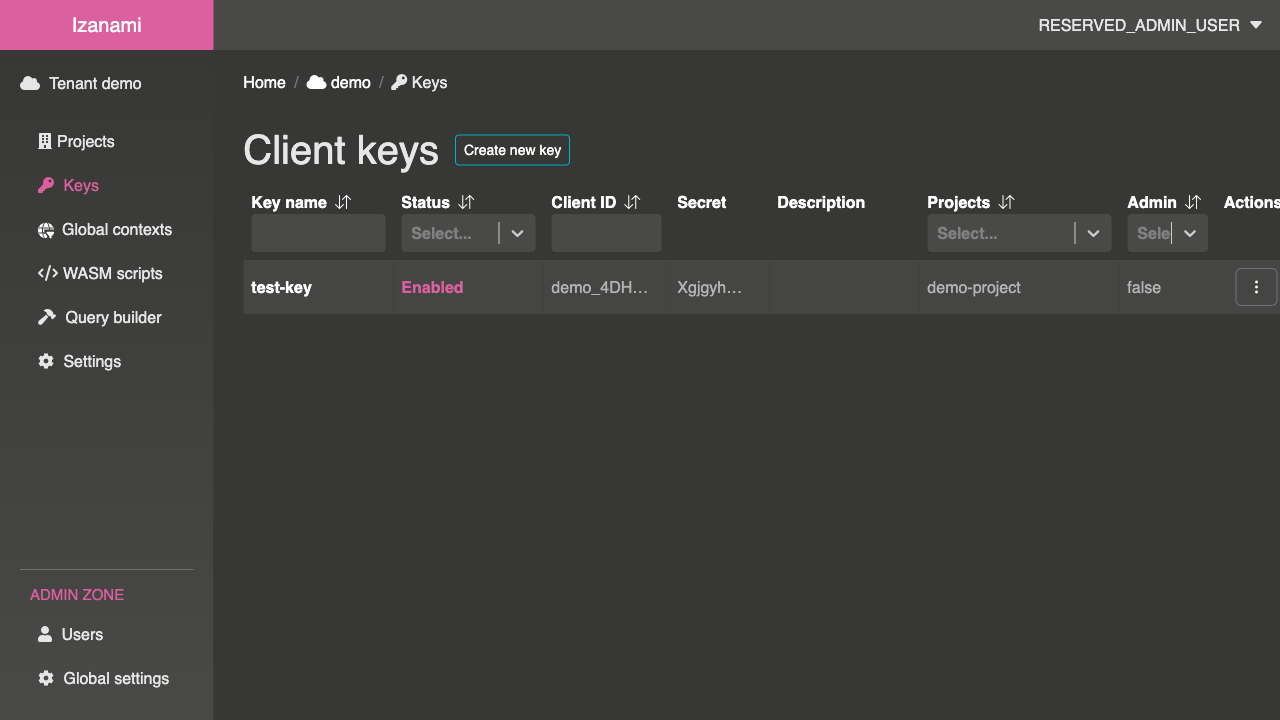 Izanami
RESERVED_ADMIN_USER
Tenant demo
Projects
Keys
Global contexts
WASM scripts
Query builder
Settings
ADMIN ZONE
Users
Global settings
Home / demo / Keys
Client keys Create new key
Key name Status Client ID Secret Description Projects Admin Actions
Select... Select... Sele
test-key Enabled demo_4DH... Xgjgyh... demo-project false